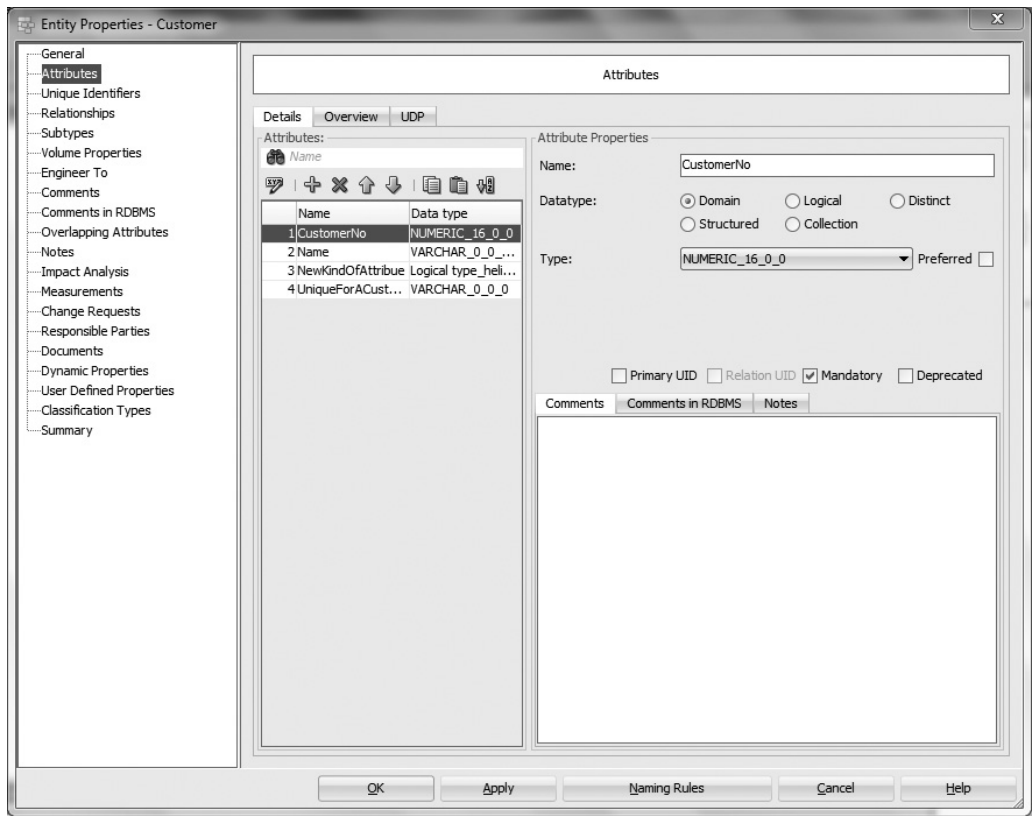 Entity Properties - Customer
X
General
Attributes
Unique Identifiers
Relationships
Subtypes
Volume Properties
Engineer To
Comments
Comments in RDBMS
Overlapping Attributes
Notes
Impact Analysis
Measurements
Change Requests
Responsible Parties
Documents
Dynamic Properties
User Defined Properties
Classification Types
Summary
Attributes
Details Overview UDP
Attributes:
Name
Name Data type
1 CustomerNo NUMERIC_16_0_0
2 Name VARCHAR_0_0_...
3 NewKindOfAttribue Logical type_heli...
4 UniqueForACust... VARCHAR_0_0_0
Attribute Properties
Name: CustomerNo
Datatype: Domain Logical Distinct
Structured Collection
Type: NUMERIC_16_0_0 Preferred
Primary UID Relation UID Mandatory Deprecated
Comments Comments in RDBMS Notes
OK Apply Naming Rules Cancel Help